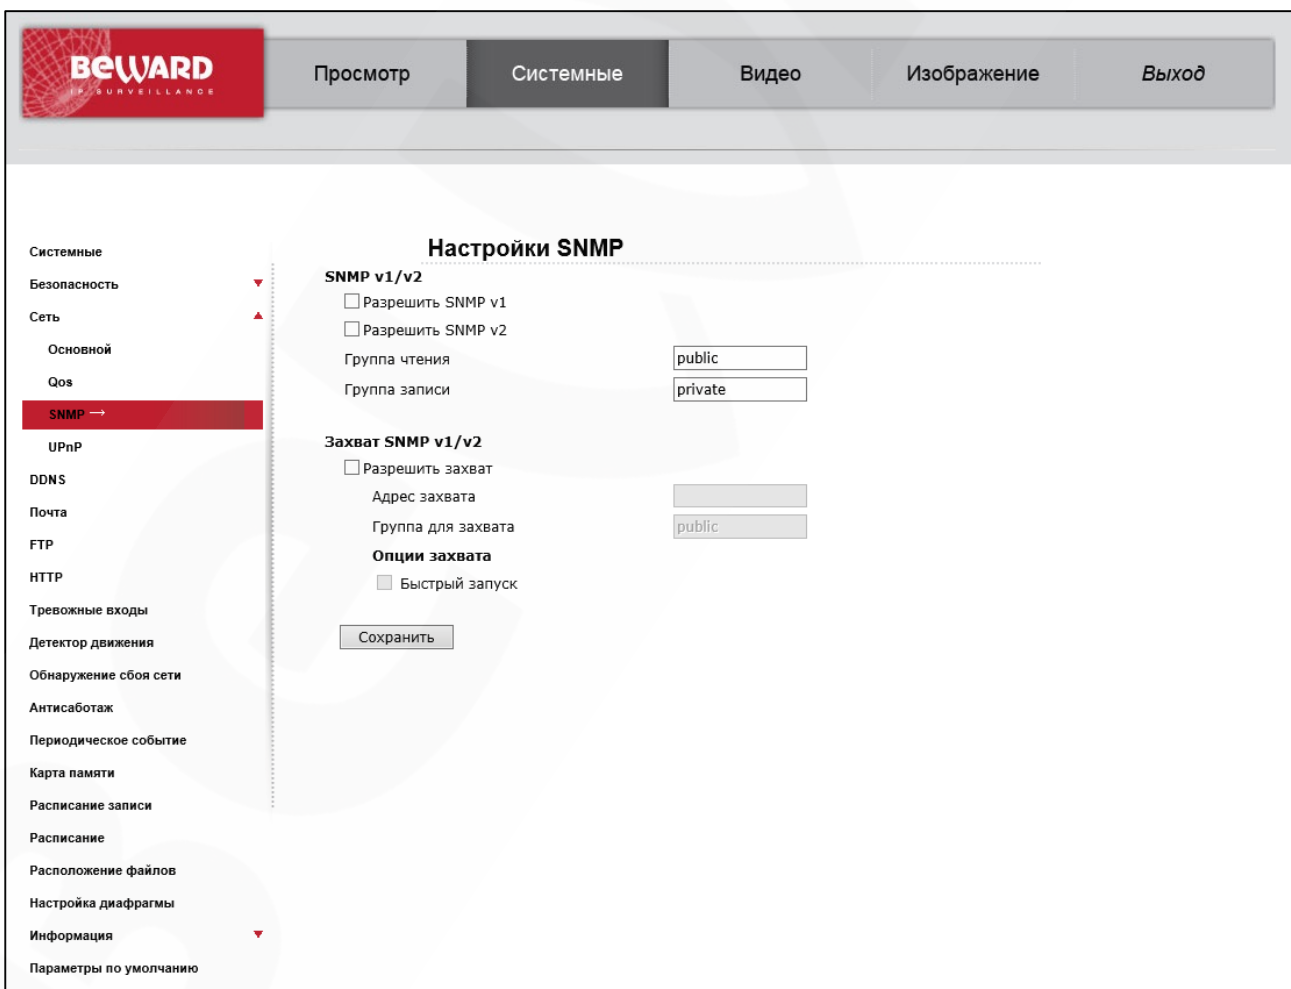 BEWARD
IP SURVEILLANCE
Просмотр
Системные
Видео
Изображение
Выход
Системные
Безопасность
Сеть
Основной
Qos
SNMP →
UPnP
DDNS
Почта
FTP
HTTP
Тревожные входы
Детектор движения
Обнаружение сбоя сети
Антисаботаж
Периодическое событие
Карта памяти
Расписание записи
Расписание
Расположение файлов
Настройка диафрагмы
Информация
Параметры по умолчанию
Настройки SNMP
SNMP v1/v2
Разрешить SNMP v1
Разрешить SNMP v2
Группа чтения public
Группа записи private
Захват SNMP v1/v2
Разрешить захват
Адрес захвата
Группа для захвата public
Опции захвата
Быстрый запуск
Сохранить